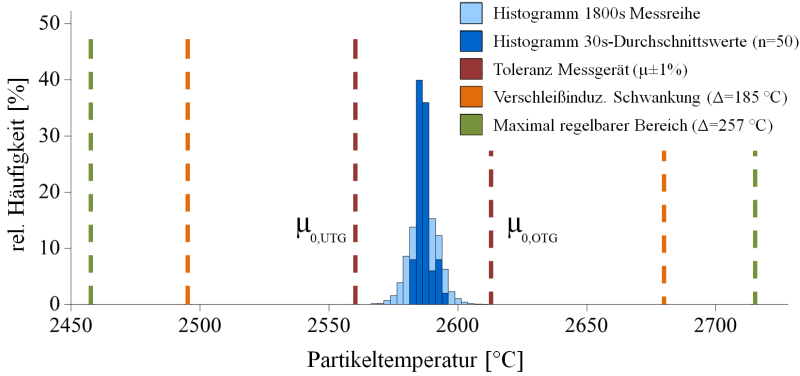 Histogramm 1800s Messreihe
Histogramm 30s-Durchschnittswerte (n=50)
Toleranz Messgerät (µ±1%)
Verschleißinduz. Schwankung (Δ=185 °C)
Maximal regelbarer Bereich (Δ=257 °C)
rel. Häufigkeit [%]
50
40
30
20
10
0
µ0,UTG
µ0,OTG
2450
2500
2550
2600
2650
2700
Partikeltemperatur [°C]